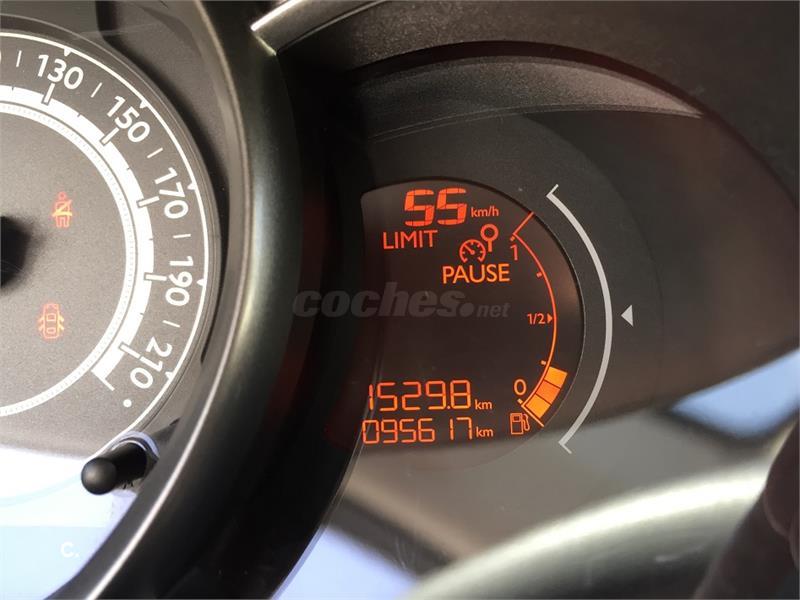 130
150
170
190
210
55 km/h
LIMIT
PAUSE
1
1/2
0
1529.8 km
095617 km
coches.net
C.